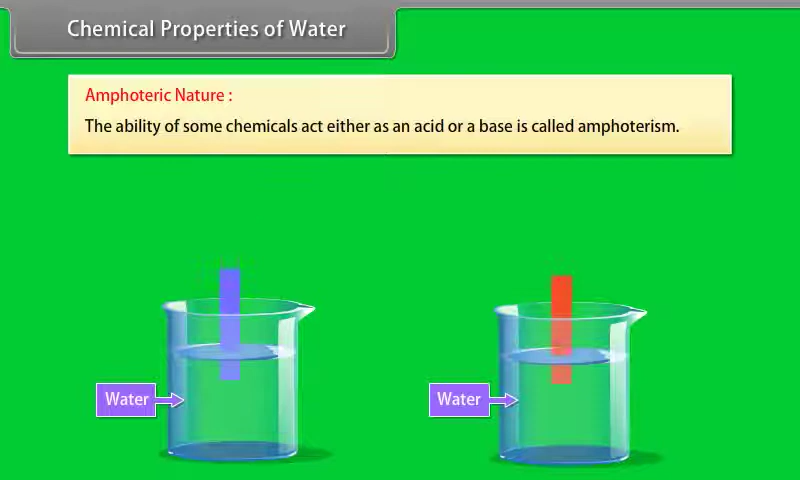 Chemical Properties of Water
Amphoteric Nature :
The ability of some chemicals act either as an acid or a base is called amphoterism.
Water
Water